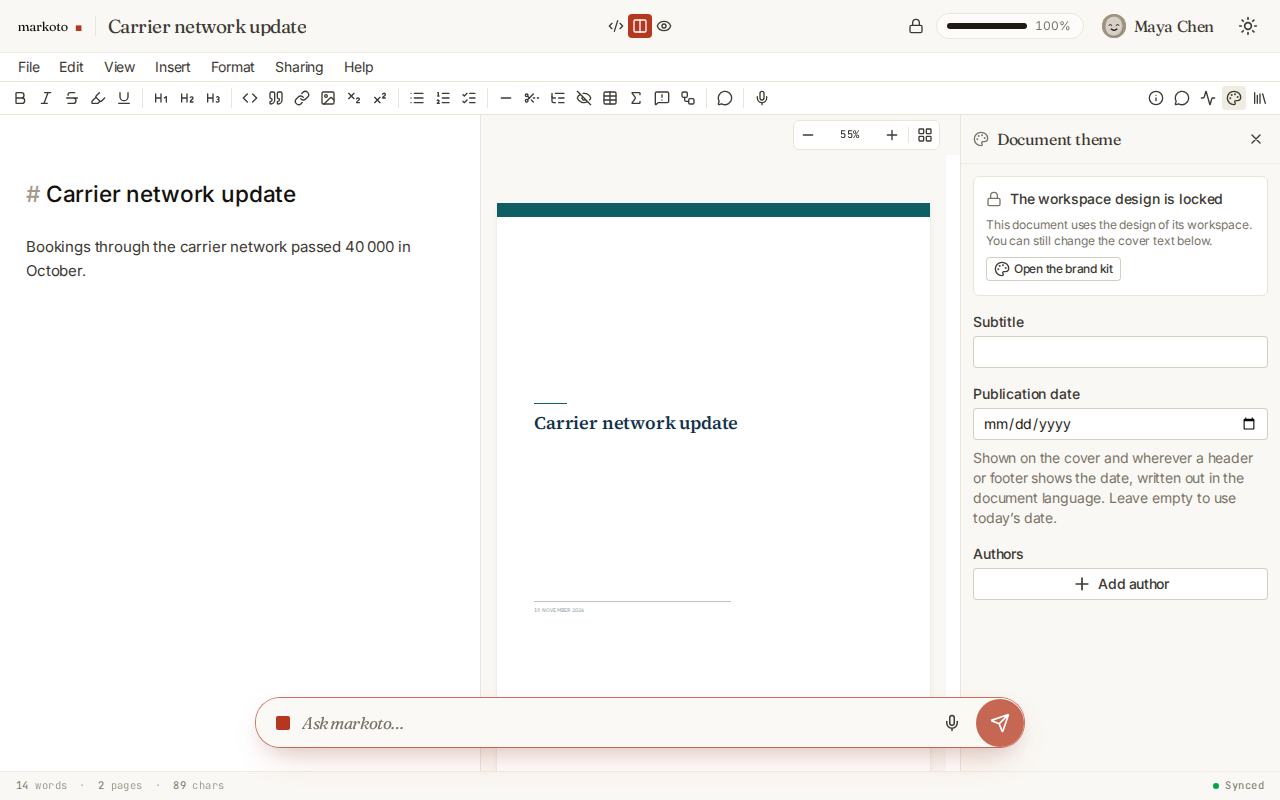 markoto
Carrier network update
100%
Maya Chen
File Edit View Insert Format Sharing Help
H1 H2 H3
55%
Document theme
# Carrier network update
Bookings through the carrier network passed 40 000 in
October.
Carrier network update
The workspace design is locked
This document uses the design of its workspace.
You can still change the cover text below.
Open the brand kit
Subtitle
Publication date
mm/dd/yyyy
Shown on the cover and wherever a header
or footer shows the date, written out in the
document language. Leave empty to use
today's date.
Authors
Add author
Ask markoto...
14 words · 2 pages · 89 chars
Synced